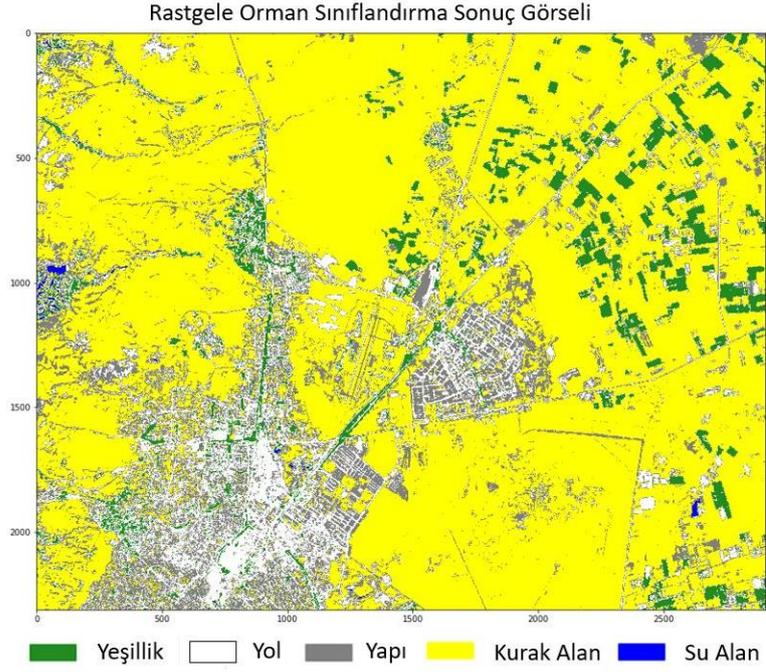 Rastgele Orman Sınıflandırma Sonuç Görseli
0
500
1000
1500
2000
0 500 1000 1500 2000 2500
Yeşillik Yol Yapı Kurak Alan Su Alan